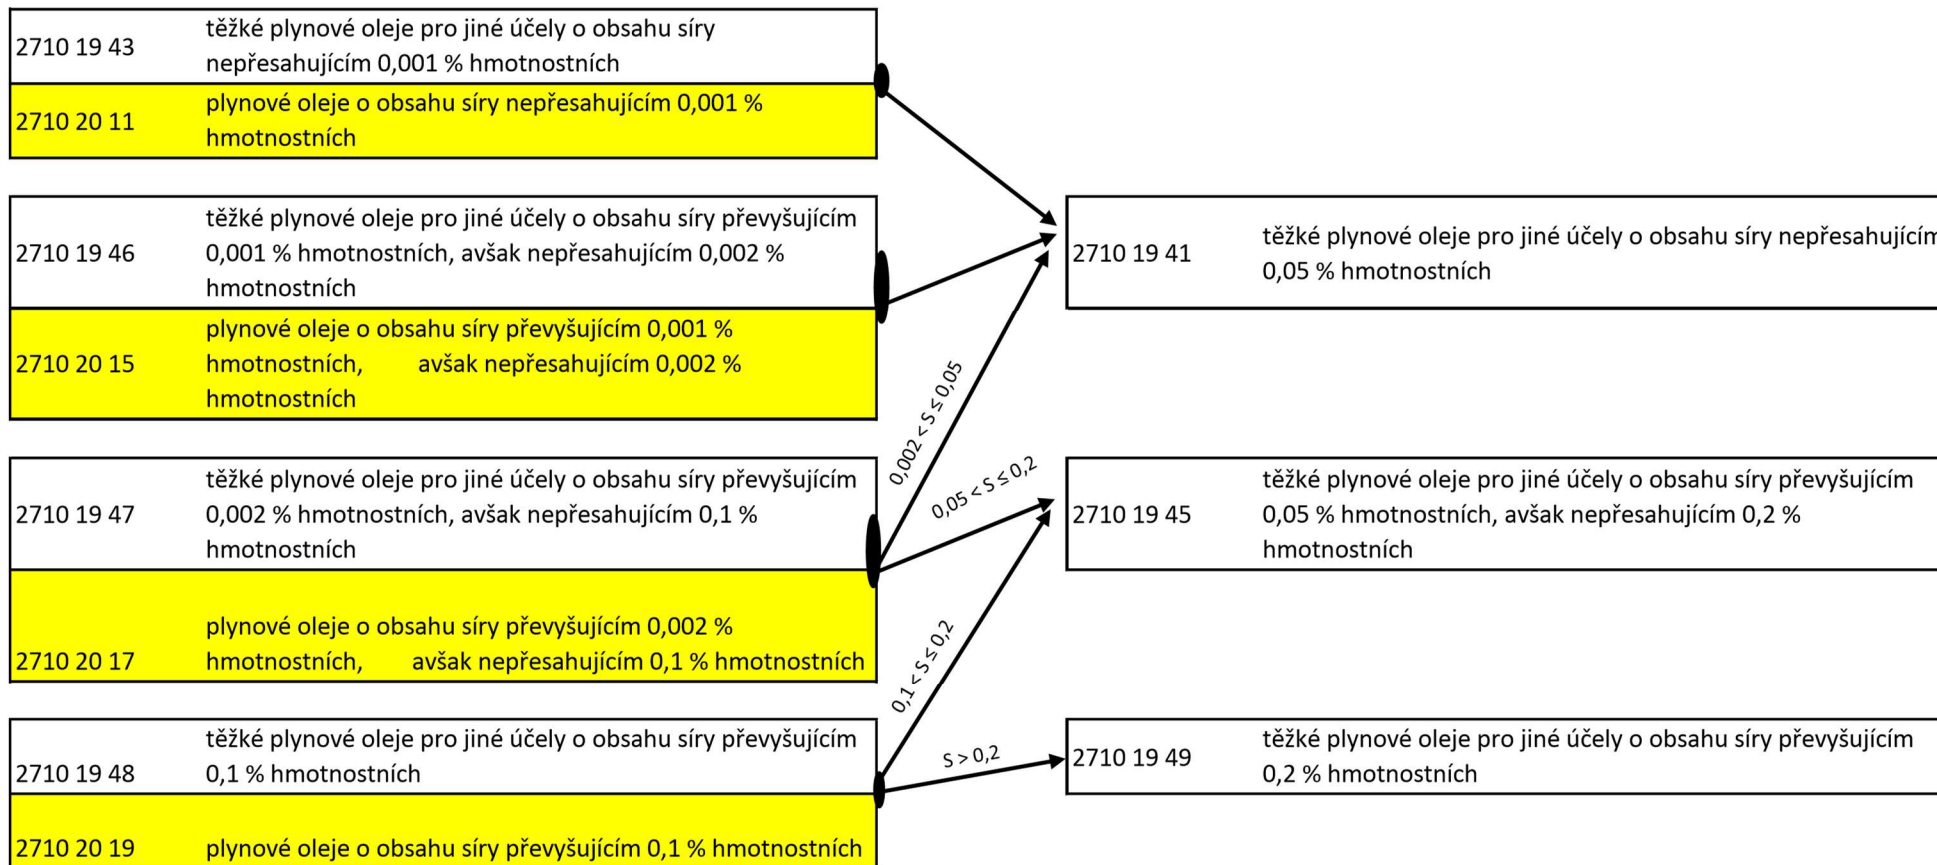 2710 19 43
těžké plynové oleje pro jiné účely o obsahu síry
nepřesahujícím 0,001 % hmotnostních
2710 20 11
plynové oleje o obsahu síry nepřesahujícím 0,001 %
hmotnostních
2710 19 46
těžké plynové oleje pro jiné účely o obsahu síry převyšujícím
0,001 % hmotnostních, avšak nepřesahujícím 0,002 %
hmotnostních
2710 20 15
plynové oleje o obsahu síry převyšujícím 0,001 %
hmotnostních, avšak nepřesahujícím 0,002 %
hmotnostních
2710 19 47
těžké plynové oleje pro jiné účely o obsahu síry převyšujícím
0,002 % hmotnostních, avšak nepřesahujícím 0,1 %
hmotnostních
2710 20 17
plynové oleje o obsahu síry převyšujícím 0,002 %
hmotnostních, avšak nepřesahujícím 0,1 % hmotnostních
2710 19 48
těžké plynové oleje pro jiné účely o obsahu síry převyšujícím
0,1 % hmotnostních
2710 20 19
plynové oleje o obsahu síry převyšujícím 0,1 % hmotnostních
0,002 < S ≤ 0,05
0,05 < S ≤ 0,2
0,1 < S ≤ 0,2
S > 0,2
2710 19 41
těžké plynové oleje pro jiné účely o obsahu síry nepřesahujícím
0,05 % hmotnostních
2710 19 45
těžké plynové oleje pro jiné účely o obsahu síry převyšujícím
0,05 % hmotnostních, avšak nepřesahujícím 0,2 %
hmotnostních
2710 19 49
těžké plynové oleje pro jiné účely o obsahu síry převyšujícím
0,2 % hmotnostních